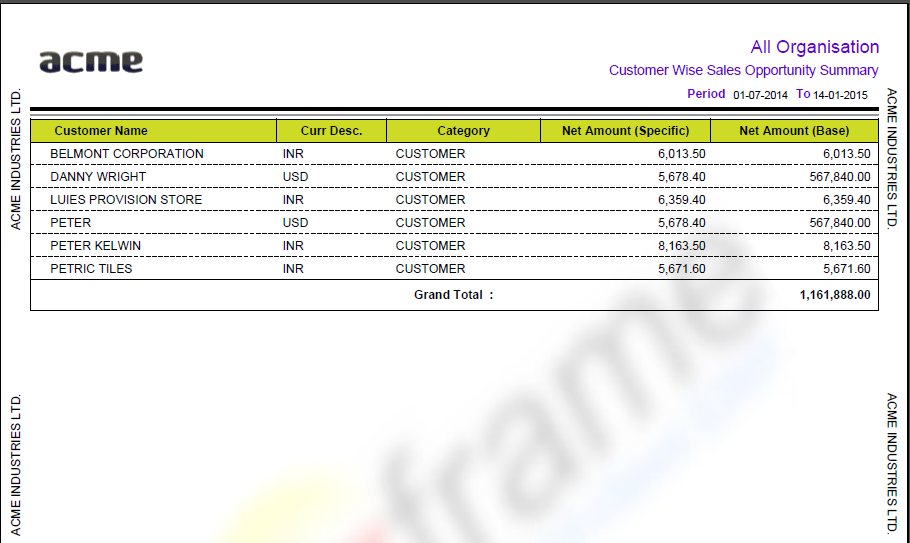 acme
All Organisation
Customer Wise Sales Opportunity Summary
Period 01-07-2014 To 14-01-2015
ACME INDUSTRIES LTD.
ACME INDUSTRIES LTD.
Customer Name Curr Desc. Category Net Amount (Specific) Net Amount (Base)
BELMONT CORPORATION INR CUSTOMER 6,013.50 6,013.50
DANNY WRIGHT USD CUSTOMER 5,678.40 567,840.00
LUIES PROVISION STORE INR CUSTOMER 6,359.40 6,359.40
PETER USD CUSTOMER 5,678.40 567,840.00
PETER KELWIN INR CUSTOMER 8,163.50 8,163.50
PETRIC TILES INR CUSTOMER 5,671.60 5,671.60
Grand Total : 1,161,888.00
frame
ACME INDUSTRIES LTD.
ACME INDUSTRIES LTD.